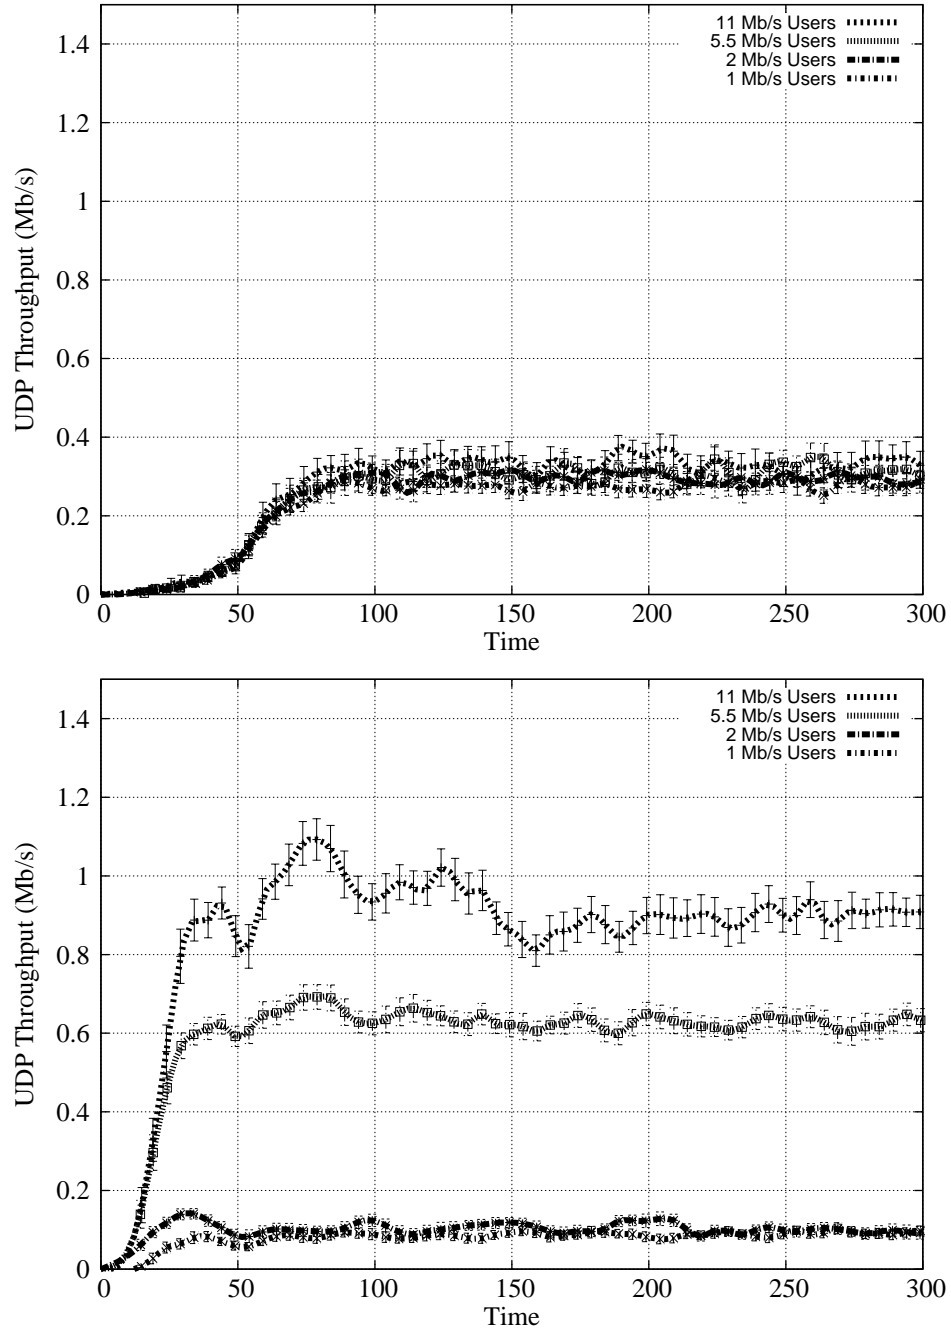 11 Mb/s Users
5.5 Mb/s Users
2 Mb/s Users
1 Mb/s Users
1.4
1.2
1
0.8
0.6
0.4
0.2
0
UDP Throughput (Mb/s)
0 50 100 150 200 250 300
Time
11 Mb/s Users
5.5 Mb/s Users
2 Mb/s Users
1 Mb/s Users
1.4
1.2
1
0.8
0.6
0.4
0.2
0
UDP Throughput (Mb/s)
0 50 100 150 200 250 300
Time